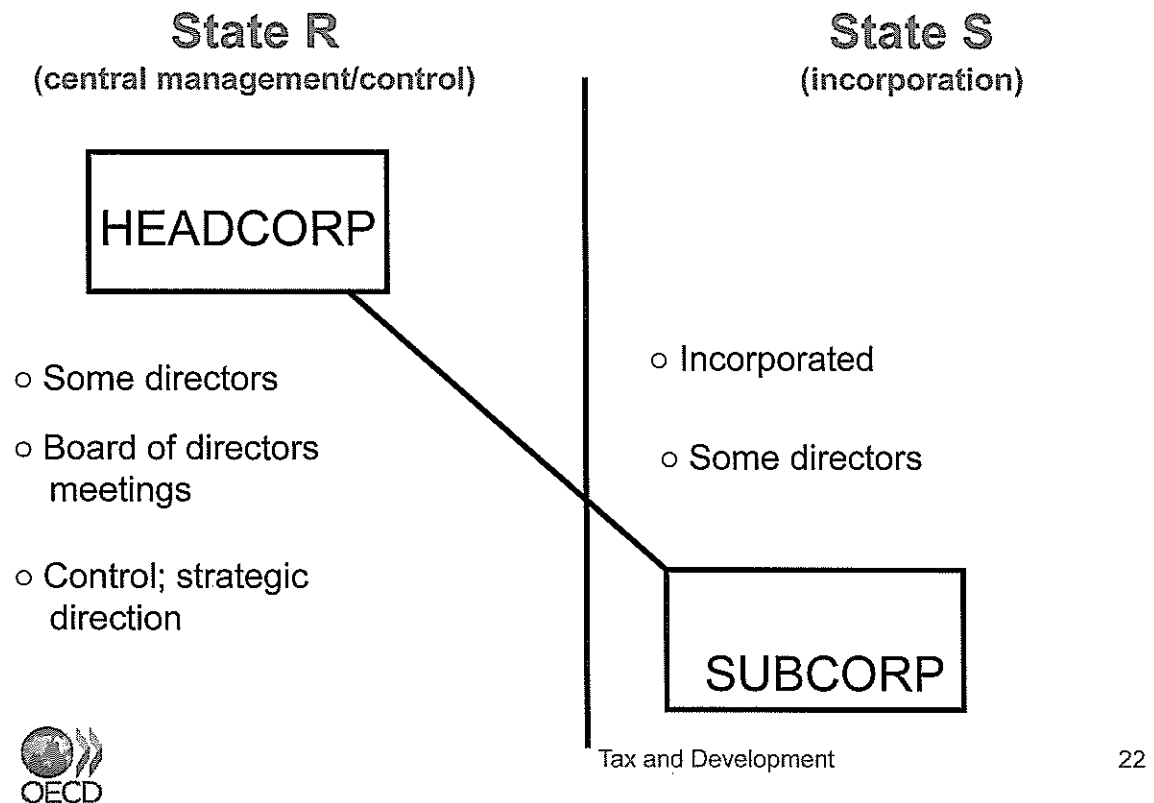 State R
(central management/control)
State S
(incorporation)
HEADCORP
○ Some directors
○ Board of directors
meetings
○ Control; strategic
direction
○ Incorporated
○ Some directors
SUBCORP
OECD
Tax and Development
22